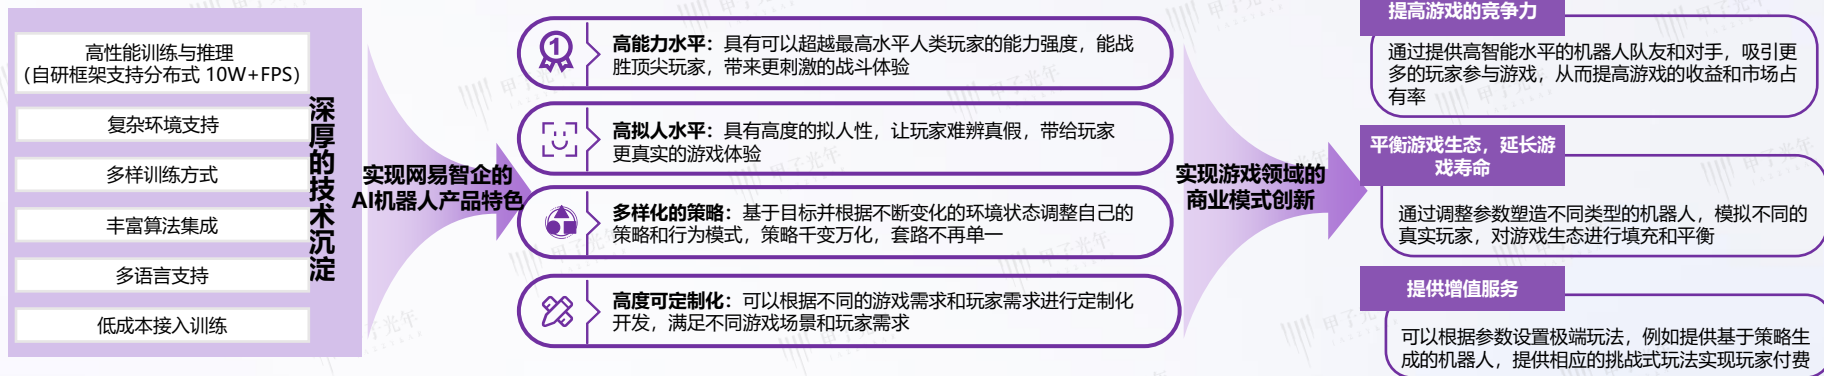 高性能训练与推理
（自研框架支持分布式 10W+FPS）
复杂环境支持
多样训练方式
丰富算法集成
多语言支持
低成本接入训练
深厚的技术沉淀
实现网易智企的
AI机器人产品特色
高能力水平：具有可以超越最高水平人类玩家的能力强度，能战
胜顶尖玩家，带来更刺激的战斗体验
高拟人水平：具有高度的拟人性，让玩家难辨真假，带给玩家
更真实的游戏体验
多样化的策略：基于目标并根据不断变化的环境状态调整自己的
策略和行为模式，策略千变万化，套路不再单一
高度可定制化：可以根据不同的游戏需求和玩家需求进行定制化
开发，满足不同游戏场景和玩家需求
实现游戏领域的
商业模式创新
提高游戏的竞争力
通过提供高智能水平的机器人队友和对手，吸引更
多的玩家参与游戏，从而提高游戏的收益和市场占
有率
平衡游戏生态，延长游
戏寿命
通过调整参数塑造不同类型的机器人，模拟不同的
真实玩家，对游戏生态进行填充和平衡
提供增值服务
可以根据参数设置极端玩法，例如提供基于策略生
成的机器人，提供相应的挑战式玩法实现玩家付费
甲子光年